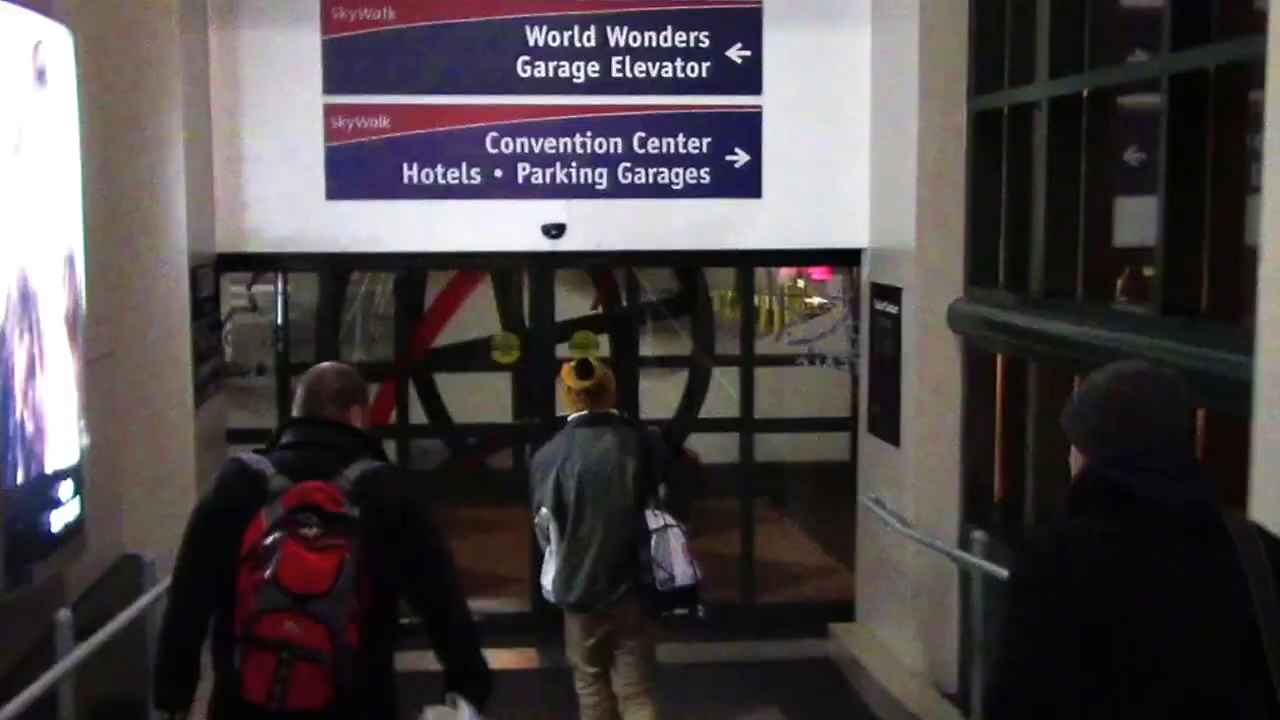 SkyWalk
World Wonders
Garage Elevator
SkyWalk
Convention Center
Hotels • Parking Garages